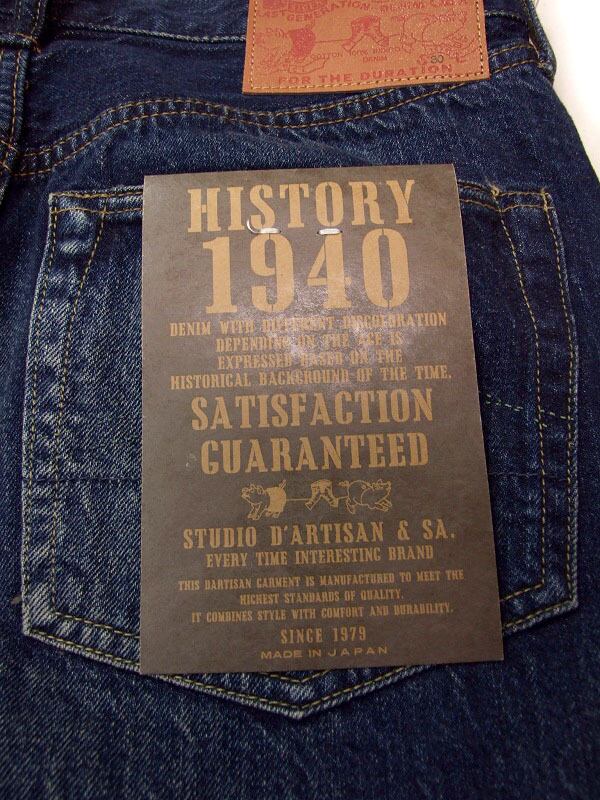 FOR THE DURATION
HISTORY
1940
DENIM WITH DIFFERENT DISCOLORATION
DEPENDING ON THE AGE IS
EXPRESSED BASED ON THE
HISTORICAL BACKGROUND OF THE TIME.
SATISFACTION
GUARANTEED
STUDIO D'ARTISAN & SA.
EVERY TIME INTERESTING BRAND
THIS DARTISAN GARMENT IS MANUFACTURED TO MEET THE
HIGHEST STANDARDS OF QUALITY.
IT COMBINES STYLE WITH COMFORT AND DURABILITY.
SINCE 1979
MADE IN JAPAN